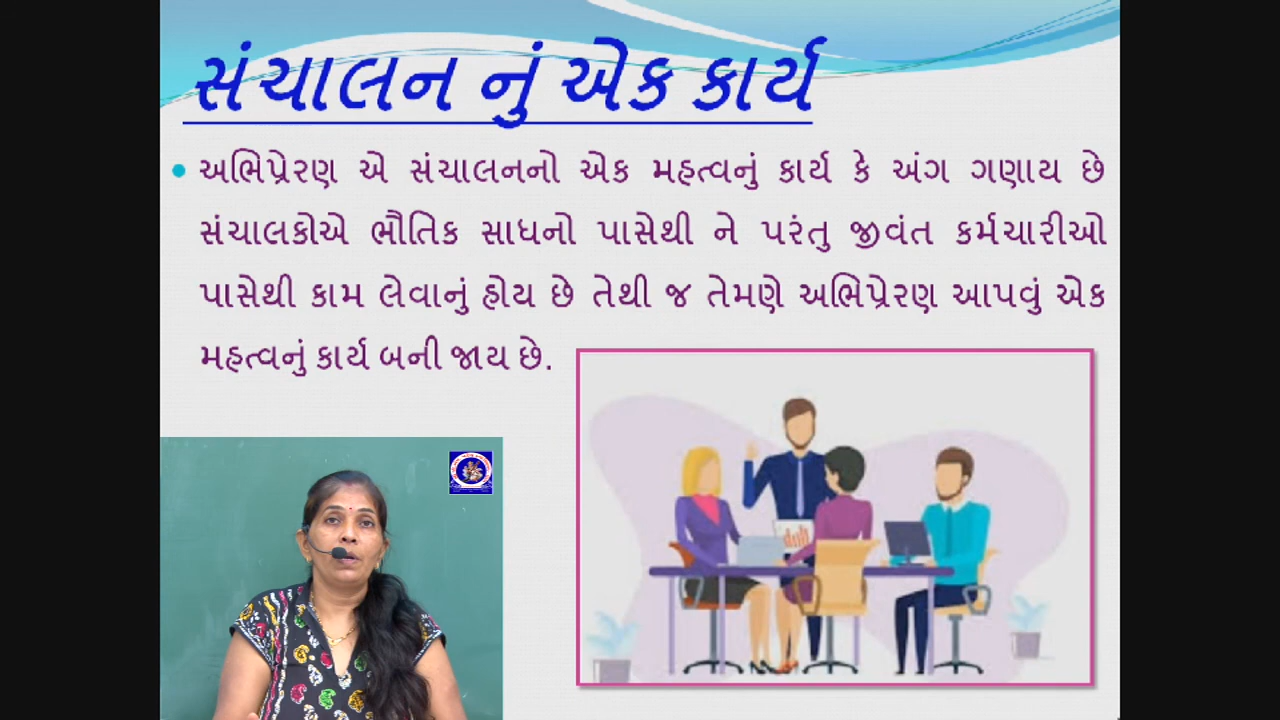 સંચાલન નું એક કાર્ય
અભિપ્રેરણ એ સંચાલનનો એક મહત્વનું કાર્ય કે અંગ ગણાય છે
સંચાલકોએ ભૌતિક સાધનો પાસેથી ને પરંતુ જીવંત કર્મચારીઓ
પાસેથી કામ લેવાનું હોય છે તેથી જ તેમણે અભિપ્રેરણ આપવું એક
મહત્વનું કાર્ય બની જાય છે.